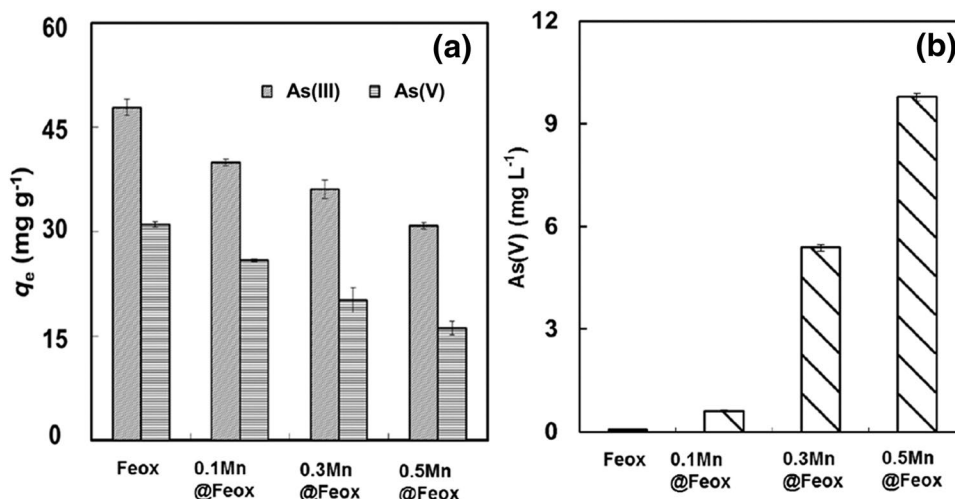 60
(a)
As(III) As(V)
45
30
15
0
qe (mg g-1)
Feox 0.1Mn 0.3Mn 0.5Mn
@Feox @Feox @Feox
12
(b)
9
6
3
0
As(V) (mg L-1)
Feox 0.1Mn 0.3Mn 0.5Mn
@Feox @Feox @Feox